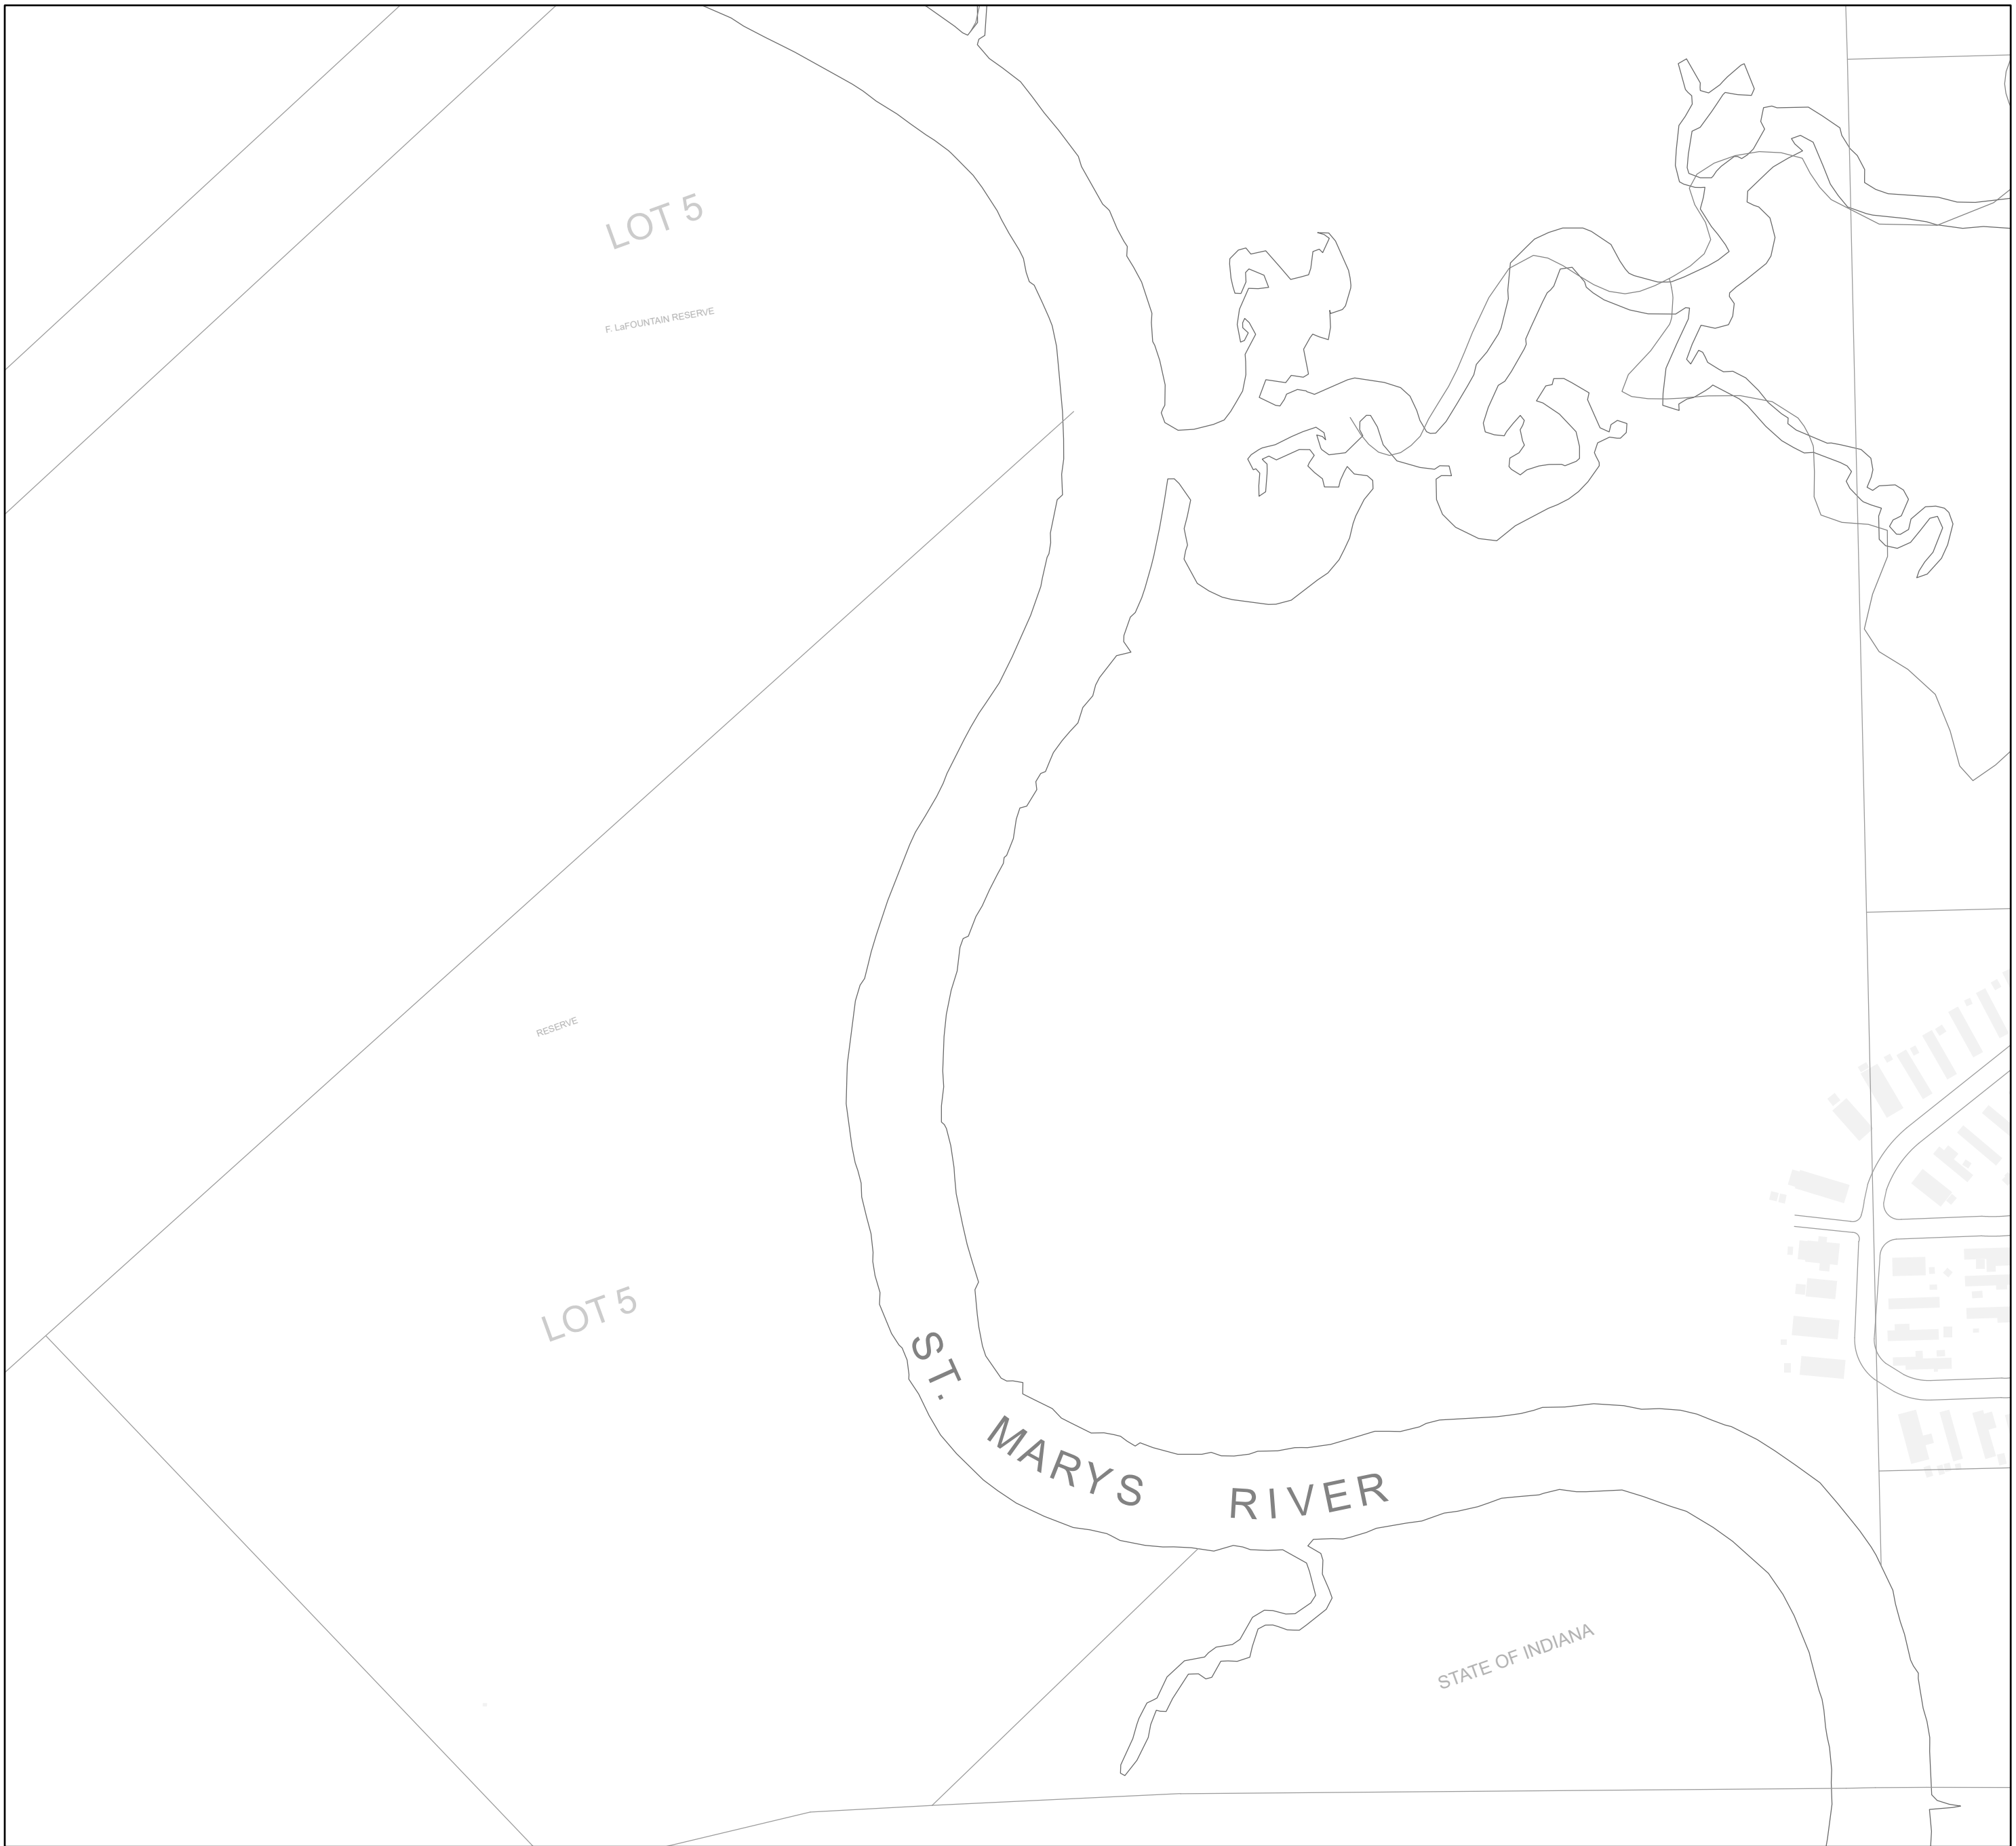 LOT 5
F. LaFOUNTAIN RESERVE
RESERVE
LOT 5
ST. MARYS RIVER
STATE OF INDIANA